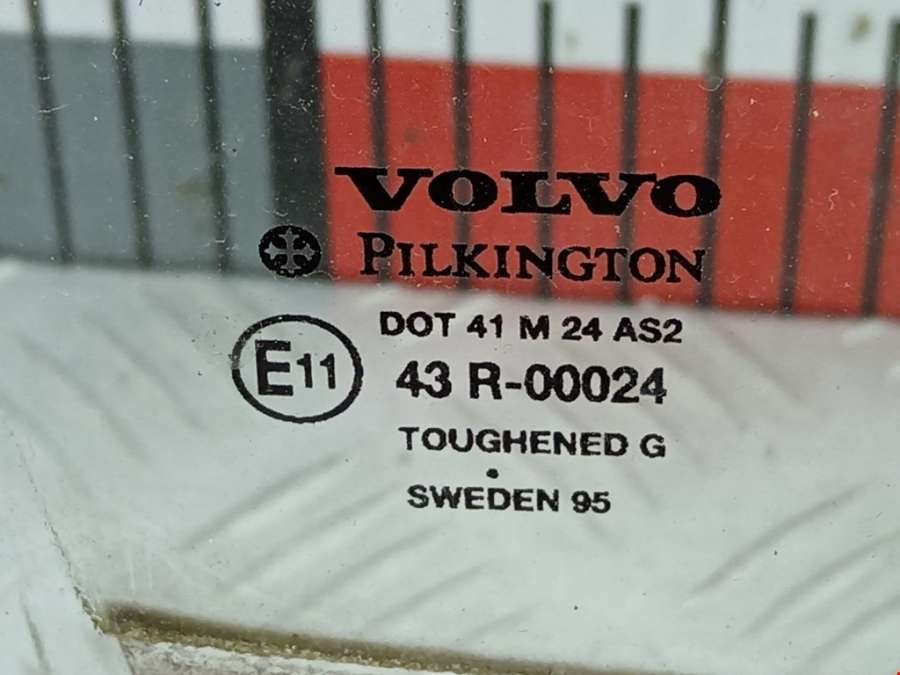 VOLVO
PILKINGTON
DOT 41 M 24 AS2
E11 43 R-00024
TOUGHENED G
.
SWEDEN 95